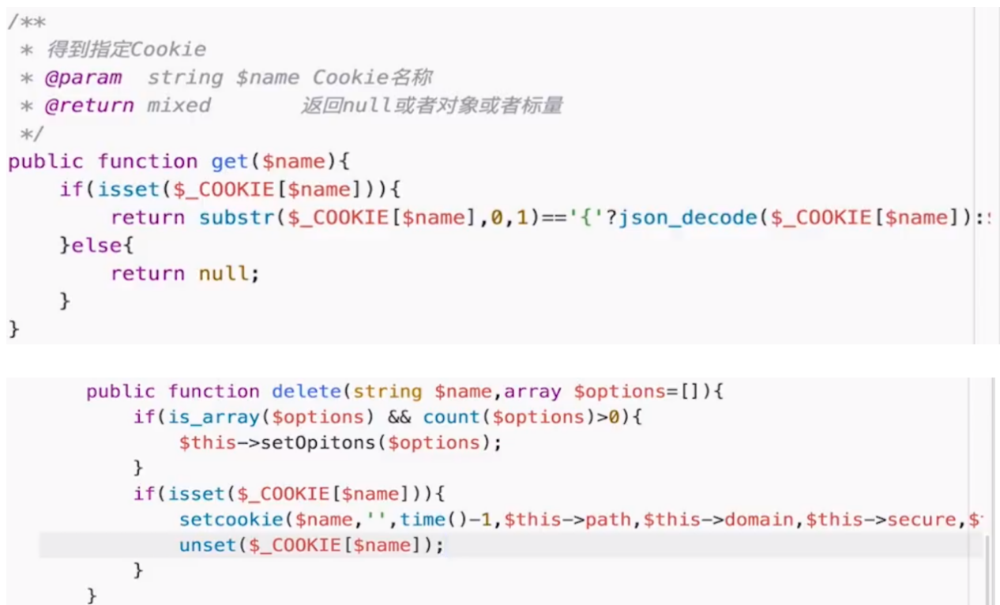 /**
 * 得到指定Cookie
 * @param  string $name Cookie名称
 * @return mixed       返回null或者对象或者标量
 */
public function get($name){
    if(isset($_COOKIE[$name])){
        return substr($_COOKIE[$name],0,1)=='{'?json_decode($_COOKIE[$name]):
    }else{
        return null;
    }
}
public function delete(string $name,array $options=[]){
    if(is_array($options) && count($options)>0){
        $this->setOpitons($options);
    }
    if(isset($_COOKIE[$name])){
        setcookie($name,'',time()-1,$this->path,$this->domain,$this->secure,$
        unset($_COOKIE[$name]);
    }
}